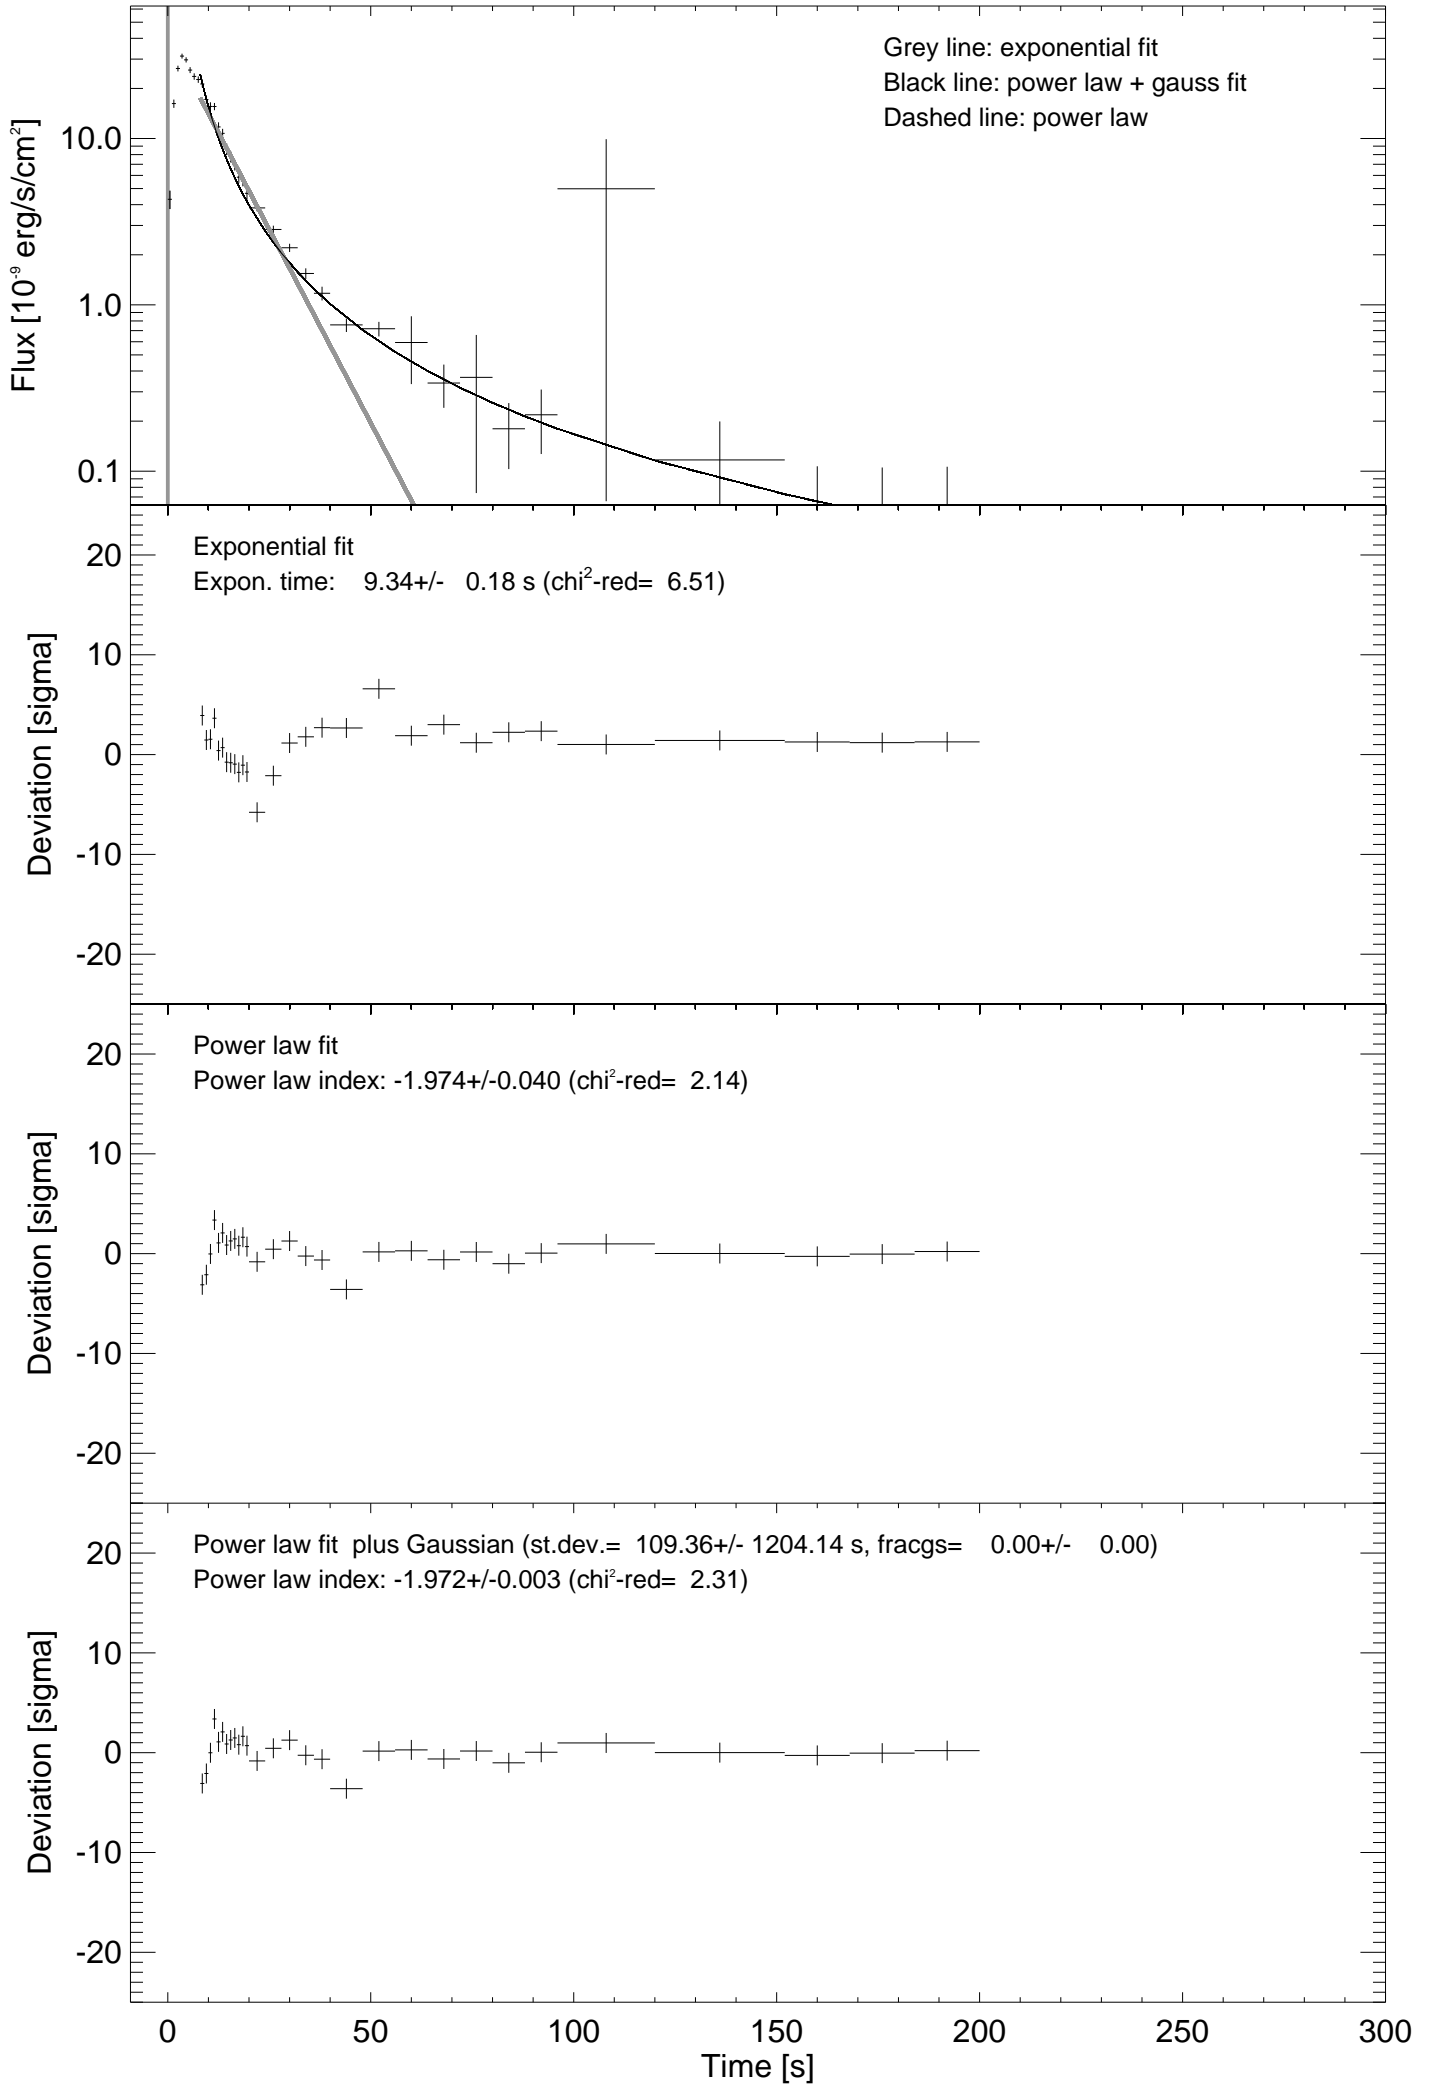 Grey line: exponential fit
Black line: power law + gauss fit
Dashed line: power law
Flux [10⁻⁹ erg/s/cm²]
10.0
1.0
0.1
Exponential fit
Expon. time: 9.34+/- 0.18 s (chi²-red= 6.51)
Deviation [sigma]
20
10
0
-10
-20
Power law fit
Power law index: -1.974+/-0.040 (chi²-red= 2.14)
Deviation [sigma]
20
10
0
-10
-20
Power law fit plus Gaussian (st.dev.= 109.36+/- 1204.14 s, fracgs= 0.00+/- 0.00)
Power law index: -1.972+/-0.003 (chi²-red= 2.31)
Deviation [sigma]
20
10
0
-10
-20
0 50 100 150 200 250 300
Time [s]